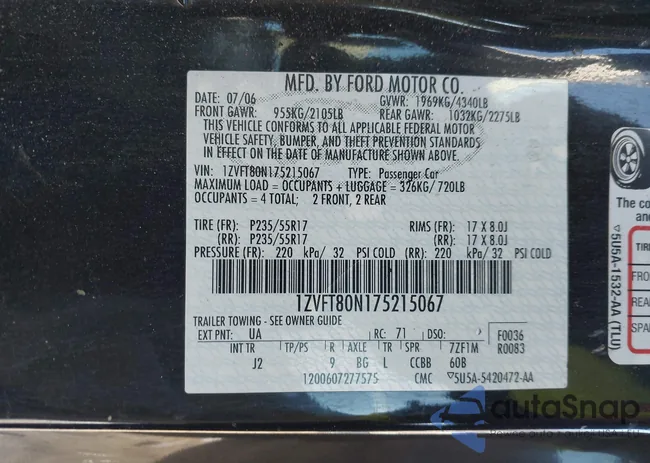 MFD. BY FORD MOTOR CO.
DATE: 07/06 GVWR: 1969KG/4340LB
FRONT GAWR: 955KG/2105LB REAR GAWR: 1032KG/2275LB
THIS VEHICLE CONFORMS TO ALL APPLICABLE FEDERAL MOTOR
VEHICLE SAFETY, BUMPER, AND THEFT PREVENTION STANDARDS
IN EFFECT ON THE DATE OF MANUFACTURE SHOWN ABOVE.
VIN: 1ZVFT80N175215067 TYPE: Passenger Car
MAXIMUM LOAD = OCCUPANTS + LUGGAGE = 326KG/720LB
OCCUPANTS = 4 TOTAL; 2 FRONT, 2 REAR
TIRE (FR): P235/55R17 RIMS (FR): 17 X 8.0J
(RR): P235/55R17 (RR): 17 X 8.0J
PRESSURE (FR): 220 kPa/ 32 PSI COLD (RR): 220 kPa/ 32 PSI COLD
1ZVFT80N175215067
TRAILER TOWING - SEE OWNER GUIDE
EXT PNT: UA RC: 71 DSO: F0036
INT TR TP/PS R AXLE TR SPR 7ZF1M R0083
J2 9 BG L CCBB 60B
1200607277575 CMC ▽5U5A-5420472-AA
The co
an
TIRE
FRO
REA
SPA
▽5U5A-1532-AA (TLU)
autoSnap